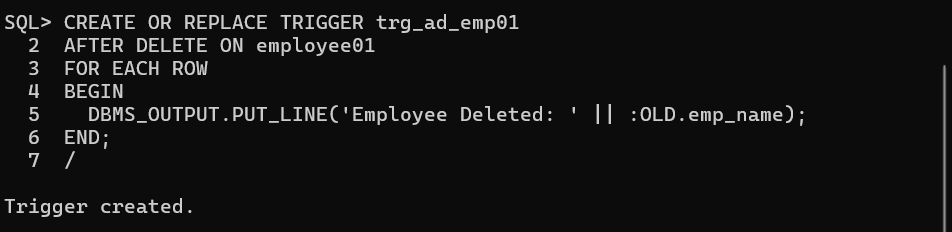 SQL> CREATE OR REPLACE TRIGGER trg_ad_emp01
  2  AFTER DELETE ON employee01
  3  FOR EACH ROW
  4  BEGIN
  5    DBMS_OUTPUT.PUT_LINE('Employee Deleted: ' || :OLD.emp_name);
  6  END;
  7  /

Trigger created.